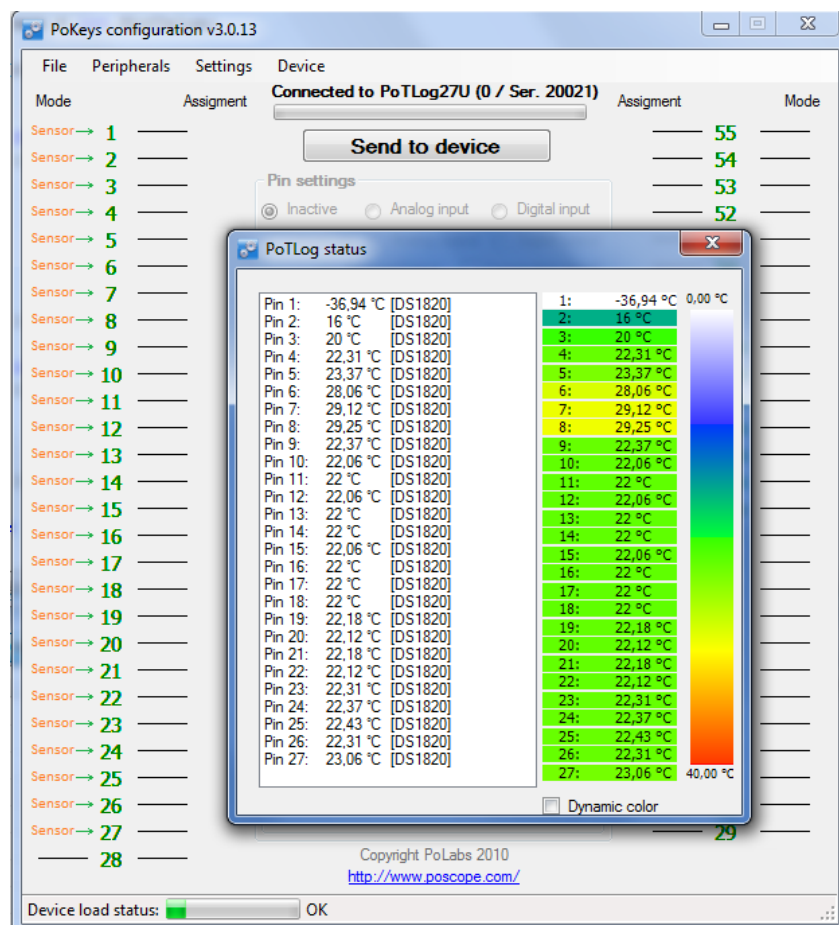 PoKeys configuration v3.0.13
File Peripherals Settings Device
Mode Assigment Connected to PoTLog27U (0 / Ser. 20021) Assigment Mode
Sensor→ 1 55
Send to device
Sensor→ 2 54
Pin settings
Sensor→ 3 53
Inactive Analog input Digital input
Sensor→ 4 52
Sensor→ 5
Sensor→ 6
Sensor→ 7
Sensor→ 8
Sensor→ 9
Sensor→ 10
Sensor→ 11
Sensor→ 12
Sensor→ 13
Sensor→ 14
Sensor→ 15
Sensor→ 16
Sensor→ 17
Sensor→ 18
Sensor→ 19
Sensor→ 20
Sensor→ 21
Sensor→ 22
Sensor→ 23
Sensor→ 24
Sensor→ 25
Sensor→ 26
Sensor→ 27 29
28
PoTLog status
Pin 1: -36,94 °C [DS1820]
Pin 2: 16 °C [DS1820]
Pin 3: 20 °C [DS1820]
Pin 4: 22,31 °C [DS1820]
Pin 5: 23,37 °C [DS1820]
Pin 6: 28,06 °C [DS1820]
Pin 7: 29,12 °C [DS1820]
Pin 8: 29,25 °C [DS1820]
Pin 9: 22,37 °C [DS1820]
Pin 10: 22,06 °C [DS1820]
Pin 11: 22 °C [DS1820]
Pin 12: 22,06 °C [DS1820]
Pin 13: 22 °C [DS1820]
Pin 14: 22 °C [DS1820]
Pin 15: 22,06 °C [DS1820]
Pin 16: 22 °C [DS1820]
Pin 17: 22 °C [DS1820]
Pin 18: 22 °C [DS1820]
Pin 19: 22,18 °C [DS1820]
Pin 20: 22,12 °C [DS1820]
Pin 21: 22,18 °C [DS1820]
Pin 22: 22,12 °C [DS1820]
Pin 23: 22,31 °C [DS1820]
Pin 24: 22,37 °C [DS1820]
Pin 25: 22,43 °C [DS1820]
Pin 26: 22,31 °C [DS1820]
Pin 27: 23,06 °C [DS1820]
1: -36,94 °C
2: 16 °C
3: 20 °C
4: 22,31 °C
5: 23,37 °C
6: 28,06 °C
7: 29,12 °C
8: 29,25 °C
9: 22,37 °C
10: 22,06 °C
11: 22 °C
12: 22,06 °C
13: 22 °C
14: 22 °C
15: 22,06 °C
16: 22 °C
17: 22 °C
18: 22 °C
19: 22,18 °C
20: 22,12 °C
21: 22,18 °C
22: 22,12 °C
23: 22,31 °C
24: 22,37 °C
25: 22,43 °C
26: 22,31 °C
27: 23,06 °C
0,00 °C
40,00 °C
Dynamic color
Copyright PoLabs 2010
http://www.poscope.com/
Device load status: OK